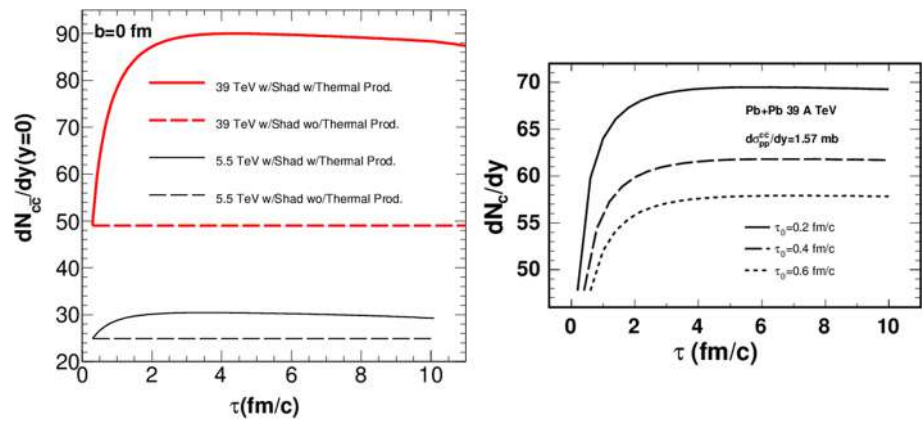 b=0 fm
39 TeV w/Shad w/Thermal Prod.
39 TeV w/Shad wo/Thermal Prod.
5.5 TeV w/Shad w/Thermal Prod.
5.5 TeV w/Shad wo/Thermal Prod.
90
80
70
60
50
40
30
20
0 2 4 6 8 10
τ(fm/c)
dN_cc̄/dy(y=0)
Pb+Pb 39 A TeV
dσ_pp^cc̄/dy=1.57 mb
τ₀=0.2 fm/c
τ₀=0.4 fm/c
τ₀=0.6 fm/c
70
65
60
55
50
0 2 4 6 8 10
τ (fm/c)
dN_c/dy